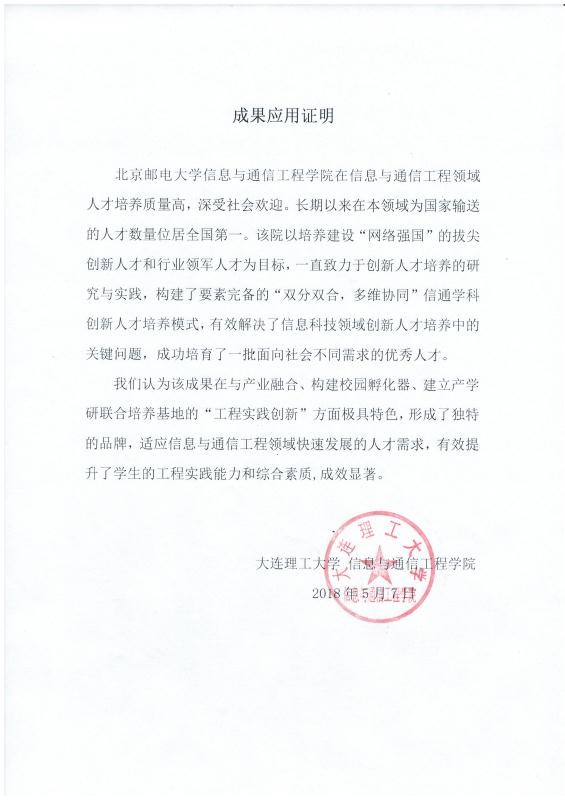 成果应用证明
北京邮电大学信息与通信工程学院在信息与通信工程领域
人才培养质量高，深受社会欢迎。长期以来在本领域为国家输送
的人才数量位居全国第一。该院以培养建设“网络强国”的拔尖
创新人才和行业领军人才为目标，一直致力于创新人才培养的研
究与实践，构建了要素完备的“双分双合，多维协同”信通学科
创新人才培养模式，有效解决了信息科技领域创新人才培养中的
关键问题，成功培育了一批面向社会不同需求的优秀人才。
我们认为该成果在与产业融合、构建校园孵化器、建立产学
研联合培养基地的“工程实践创新”方面极具特色，形成了独特
的品牌，适应信息与通信工程领域快速发展的人才需求，有效提
升了学生的工程实践能力和综合素质,成效显著。
大连理工大学 信息与通信工程学院
2018年5月7日
大连理工大学
信息与通信工程学院